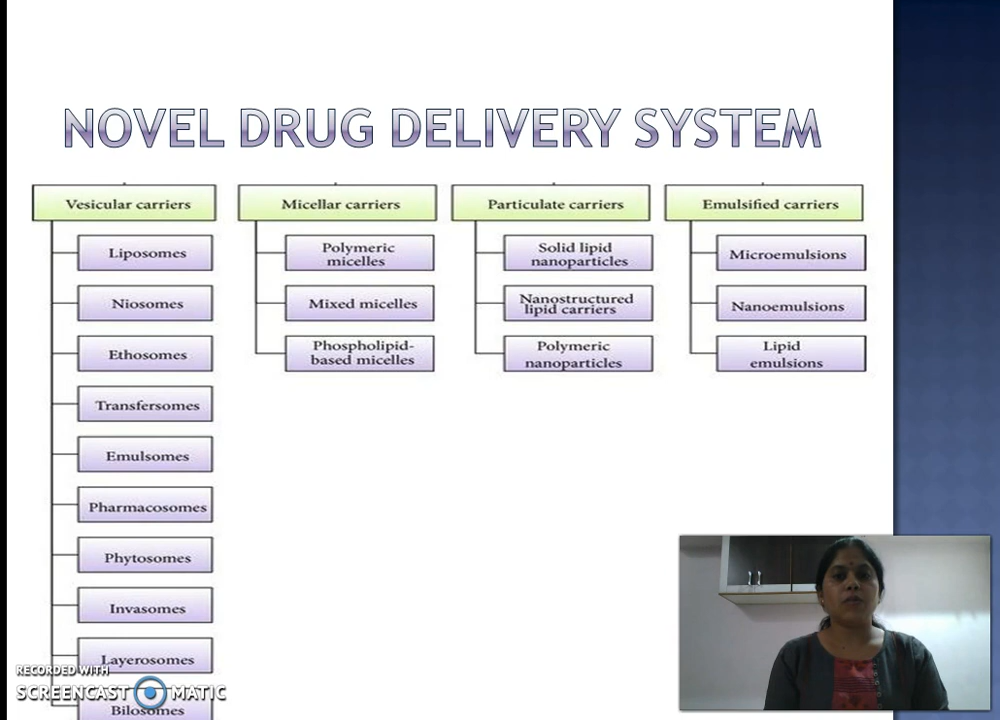 NOVEL DRUG DELIVERY SYSTEM
Vesicular carriers
Liposomes
Niosomes
Ethosomes
Transfersomes
Emulsomes
Pharmacosomes
Phytosomes
Invasomes
Layerosomes
Bilosomes
Micellar carriers
Polymeric
micelles
Mixed micelles
Phospholipid-
based micelles
Particulate carriers
Solid lipid
nanoparticles
Nanostructured
lipid carriers
Polymeric
nanoparticles
Emulsified carriers
Microemulsions
Nanoemulsions
Lipid
emulsions
RECORDED WITH
SCREENCAST MATIC